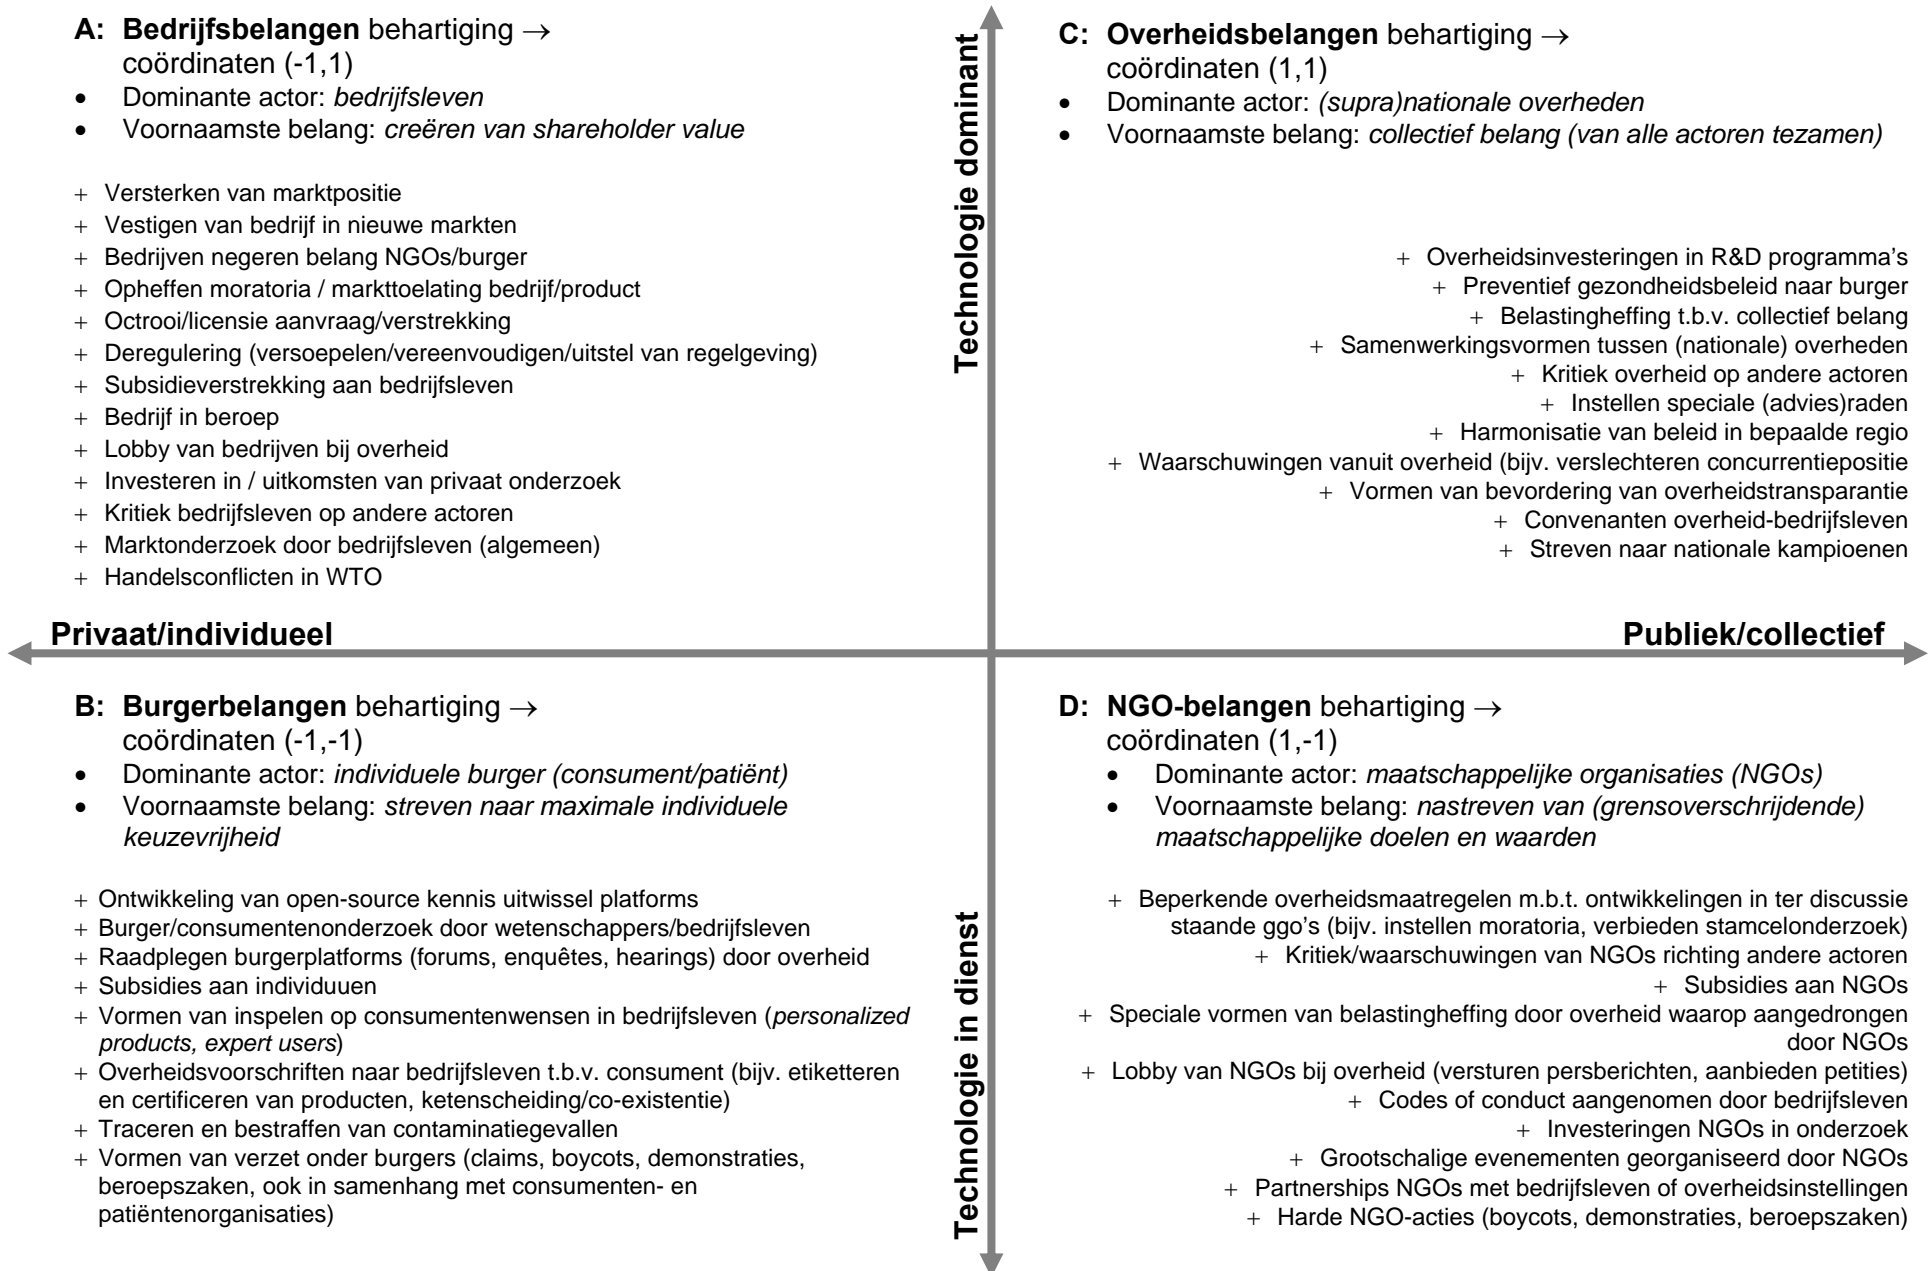 A: Bedrijfsbelangen behartiging →
coördinaten (-1,1)
• Dominante actor: bedrijfsleven
• Voornaamste belang: creëren van shareholder value
+ Versterken van marktpositie
+ Vestigen van bedrijf in nieuwe markten
+ Bedrijven negeren belang NGOs/burger
+ Opheffen moratoria / markttoelating bedrijf/product
+ Octrooi/licensie aanvraag/verstrekking
+ Deregulering (versoepelen/vereenvoudigen/uitstel van regelgeving)
+ Subsidieverstrekking aan bedrijfsleven
+ Bedrijf in beroep
+ Lobby van bedrijven bij overheid
+ Investeren in / uitkomsten van privaat onderzoek
+ Kritiek bedrijfsleven op andere actoren
+ Marktonderzoek door bedrijfsleven (algemeen)
+ Handelsconflicten in WTO
Technologie dominant
C: Overheidsbelangen behartiging →
coördinaten (1,1)
• Dominante actor: (supra)nationale overheden
• Voornaamste belang: collectief belang (van alle actoren tezamen)
+ Overheidsinvesteringen in R&D programma's
+ Preventief gezondheidsbeleid naar burger
+ Belastingheffing t.b.v. collectief belang
+ Samenwerkingsvormen tussen (nationale) overheden
+ Kritiek overheid op andere actoren
+ Instellen speciale (advies)raden
+ Harmonisatie van beleid in bepaalde regio
+ Waarschuwingen vanuit overheid (bijv. verslechteren concurrentiepositie
+ Vormen van bevordering van overheidstransparantie
+ Convenanten overheid-bedrijfsleven
+ Streven naar nationale kampioenen
Privaat/individueel
Publiek/collectief
B: Burgerbelangen behartiging →
coördinaten (-1,-1)
• Dominante actor: individuele burger (consument/patiënt)
• Voornaamste belang: streven naar maximale individuele
keuzevrijheid
+ Ontwikkeling van open-source kennis uitwissel platforms
+ Burger/consumentenonderzoek door wetenschappers/bedrijfsleven
+ Raadplegen burgerplatforms (forums, enquêtes, hearings) door overheid
+ Subsidies aan individuuen
+ Vormen van inspelen op consumentenwensen in bedrijfsleven (personalized
products, expert users)
+ Overheidsvoorschriften naar bedrijfsleven t.b.v. consument (bijv. etiketteren
en certificeren van producten, ketenscheiding/co-existentie)
+ Traceren en bestraffen van contaminatiegevallen
+ Vormen van verzet onder burgers (claims, boycots, demonstraties,
beroepszaken, ook in samenhang met consumenten- en
patiëntenorganisaties)
Technologie in dienst
D: NGO-belangen behartiging →
coördinaten (1,-1)
• Dominante actor: maatschappelijke organisaties (NGOs)
• Voornaamste belang: nastreven van (grensoverschrijdende)
maatschappelijke doelen en waarden
+ Beperkende overheidsmaatregelen m.b.t. ontwikkelingen in ter discussie
staande ggo's (bijv. instellen moratoria, verbieden stamcelonderzoek)
+ Kritiek/waarschuwingen van NGOs richting andere actoren
+ Subsidies aan NGOs
+ Speciale vormen van belastingheffing door overheid waarop aangedrongen
door NGOs
+ Lobby van NGOs bij overheid (versturen persberichten, aanbieden petities)
+ Codes of conduct aangenomen door bedrijfsleven
+ Investeringen NGOs in onderzoek
+ Grootschalige evenementen georganiseerd door NGOs
+ Partnerships NGOs met bedrijfsleven of overheidsinstellingen
+ Harde NGO-acties (boycots, demonstraties, beroepszaken)